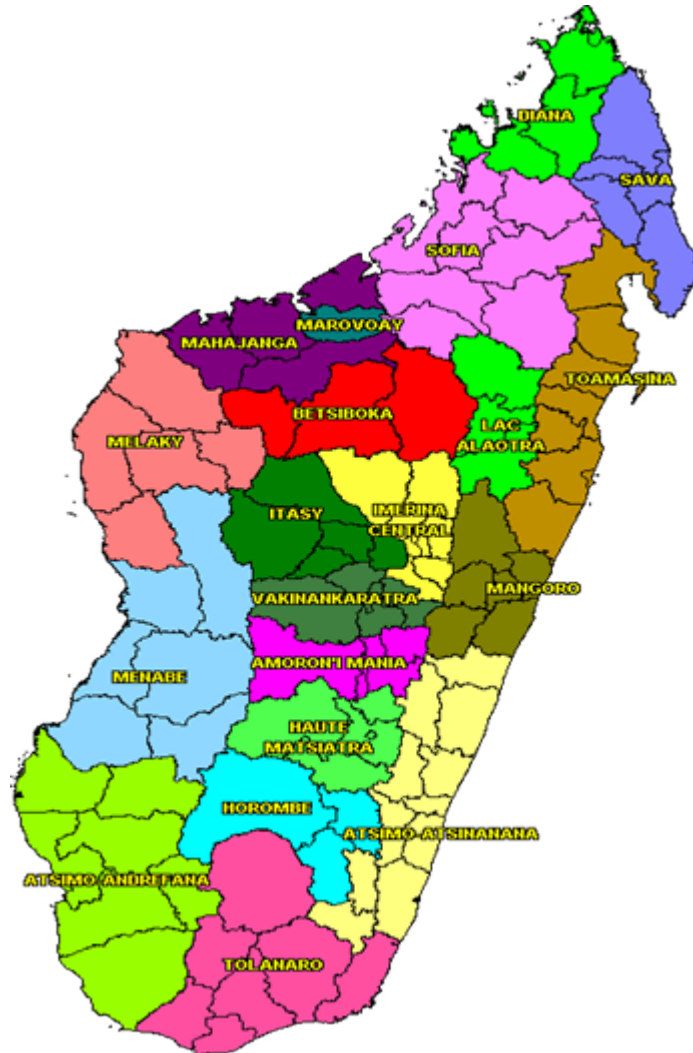 DIANA
SAVA
SOFIA
MAROVOAY
MAHAJANGA
TOAMASINA
BETSIBOKA
LAC
ALAOTRA
MELAKY
ITASY
IMERINA
CENTRAL
MANGORO
VAKINANKARATRA
AMORON'I MANIA
MENABE
HAUTE
MATSIATRA
HOROMBE
ATSIMO-ATSINANANA
ATSIMO-ANDREFANA
TOLANARO